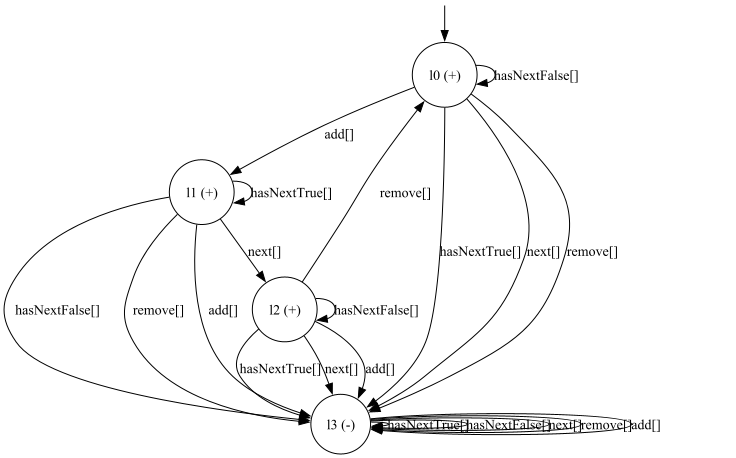 l0 (+)
hasNextFalse[]
add[]
l1 (+)
hasNextTrue[]
remove[]
next[]
hasNextTrue[]
next[]
remove[]
hasNextFalse[]
remove[]
add[]
l2 (+)
hasNextFalse[]
hasNextTrue[]
next[]
add[]
l3 (-)
hasNextTrue[]
hasNextFalse[]
next[]
remove[]
add[]